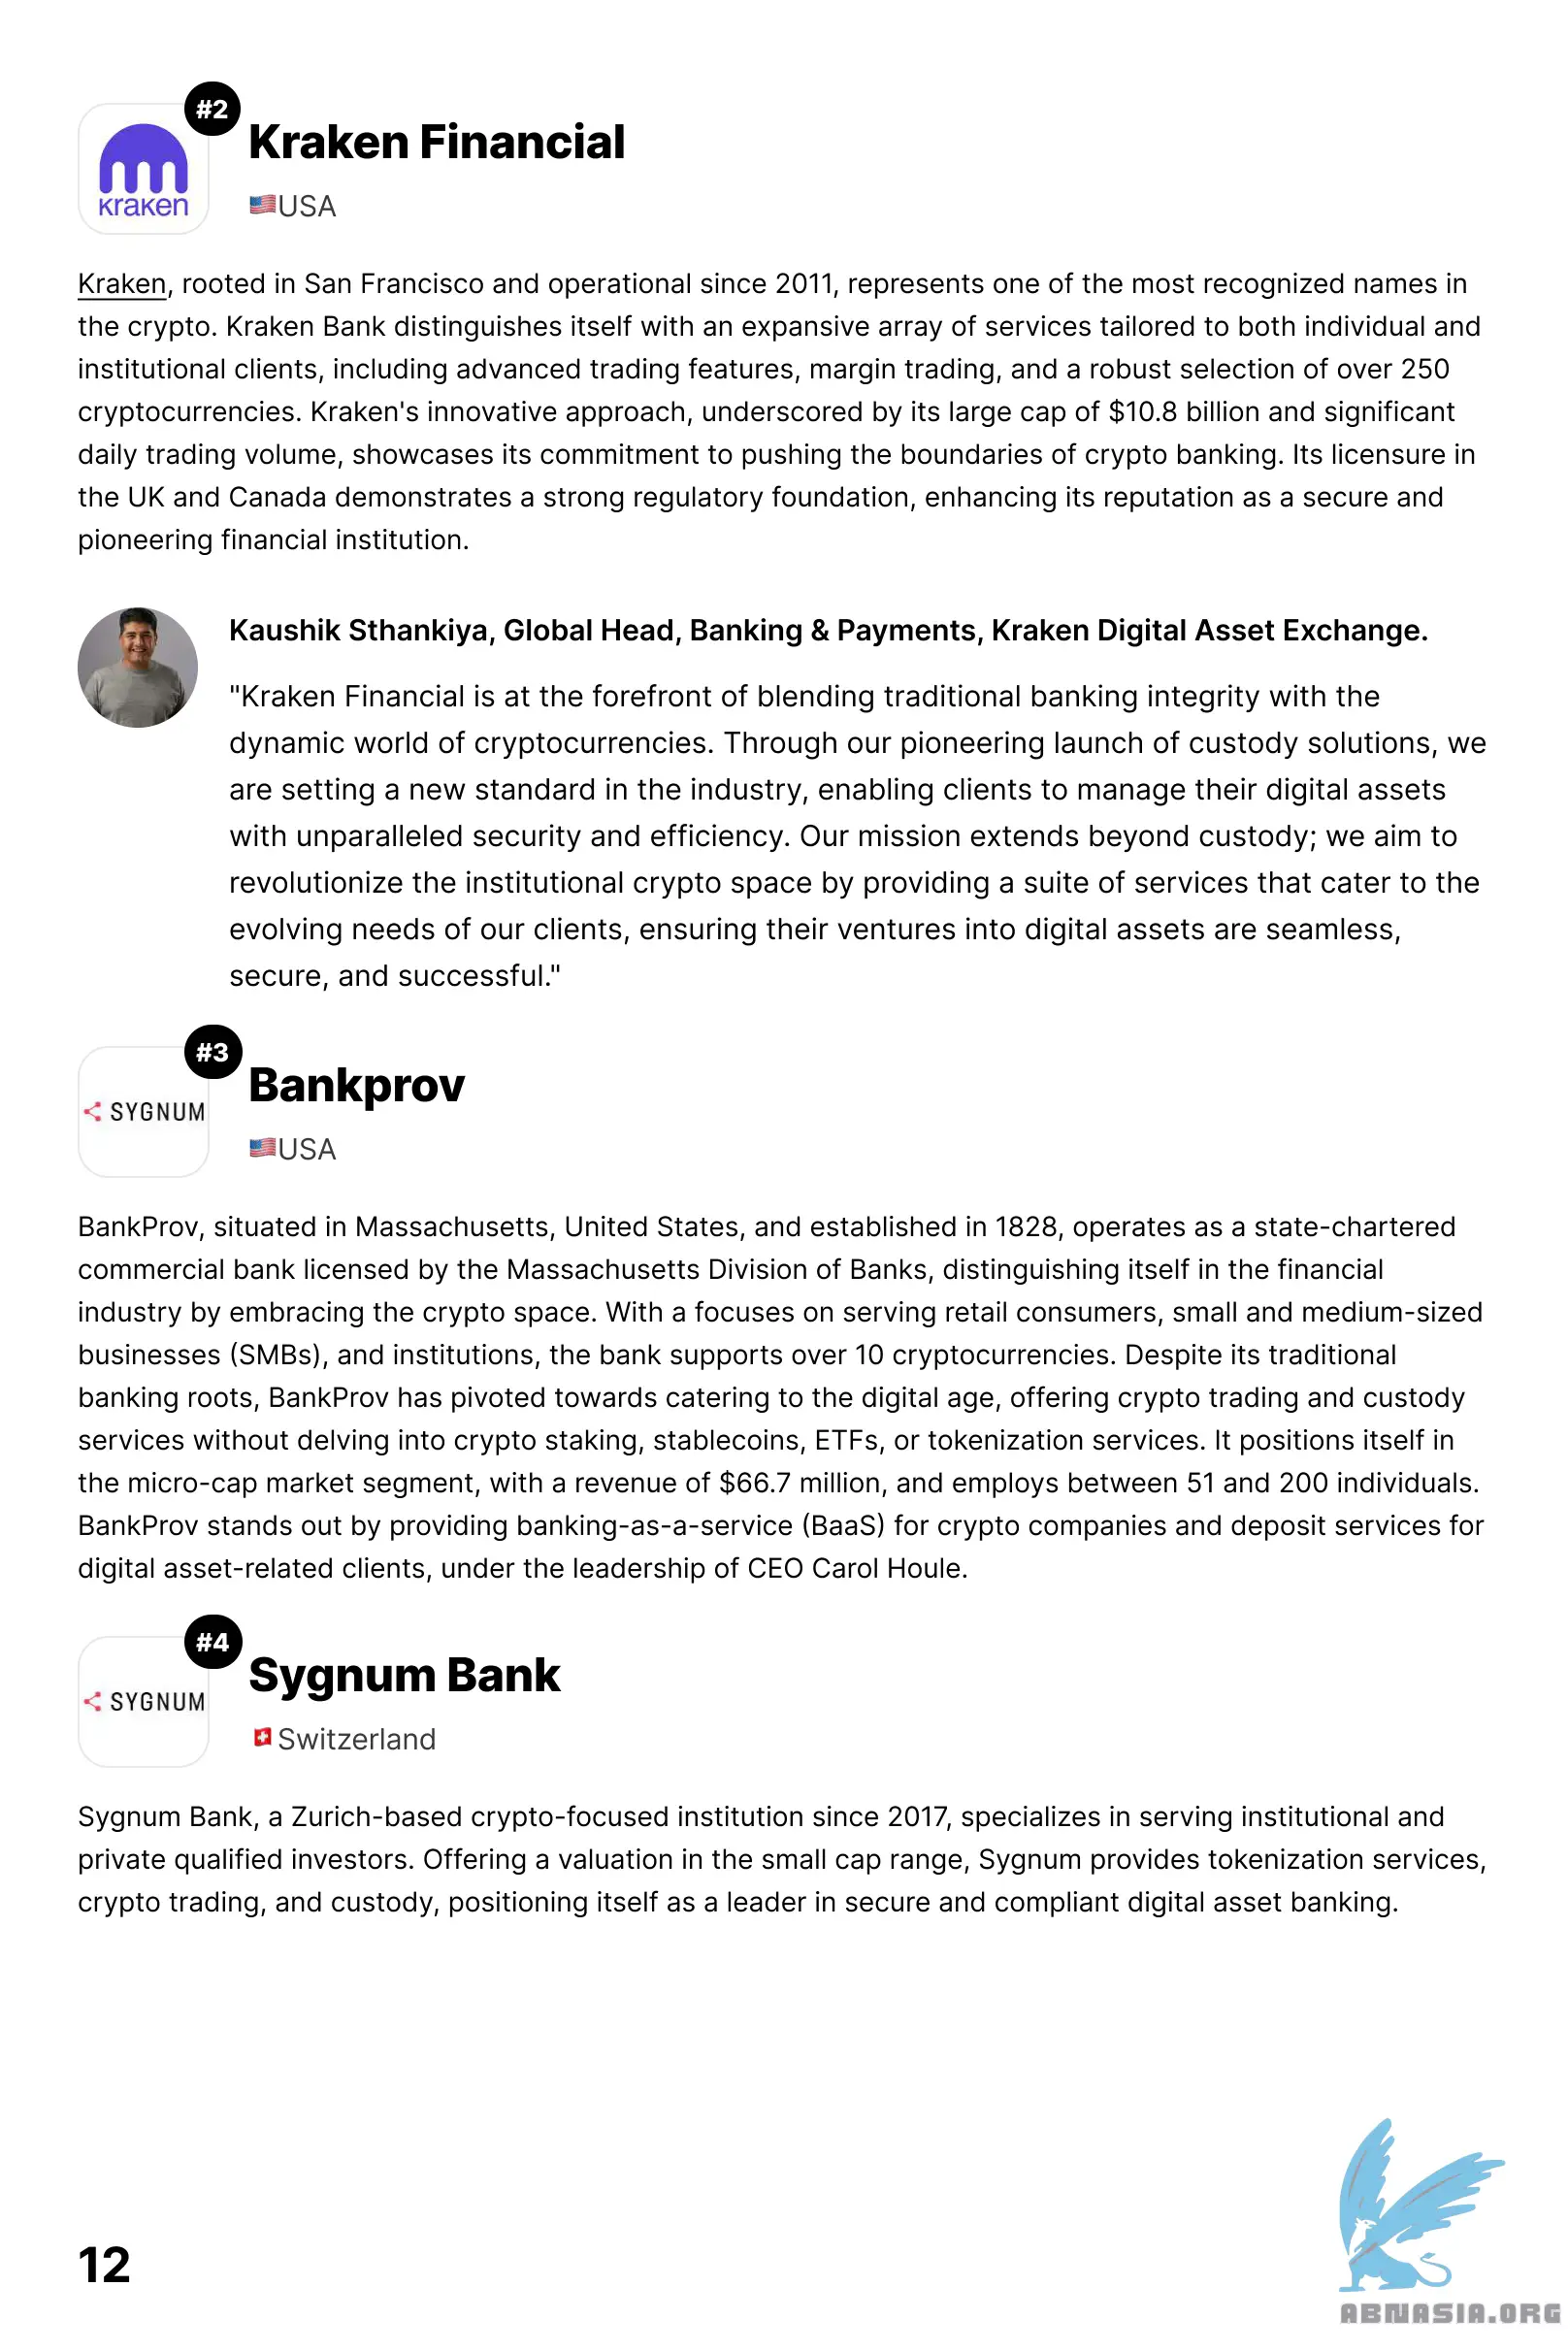 #2
Kraken Financial
kraken
USA
Kraken, rooted in San Francisco and operational since 2011, represents one of the most recognized names in
the crypto. Kraken Bank distinguishes itself with an expansive array of services tailored to both individual and
institutional clients, including advanced trading features, margin trading, and a robust selection of over 250
cryptocurrencies. Kraken's innovative approach, underscored by its large cap of $10.8 billion and significant
daily trading volume, showcases its commitment to pushing the boundaries of crypto banking. Its licensure in
the UK and Canada demonstrates a strong regulatory foundation, enhancing its reputation as a secure and
pioneering financial institution.
Kaushik Sthankiya, Global Head, Banking & Payments, Kraken Digital Asset Exchange.
"Kraken Financial is at the forefront of blending traditional banking integrity with the
dynamic world of cryptocurrencies. Through our pioneering launch of custody solutions, we
are setting a new standard in the industry, enabling clients to manage their digital assets
with unparalleled security and efficiency. Our mission extends beyond custody; we aim to
revolutionize the institutional crypto space by providing a suite of services that cater to the
evolving needs of our clients, ensuring their ventures into digital assets are seamless,
secure, and successful."
#3
Bankprov
SYGNUM
USA
BankProv, situated in Massachusetts, United States, and established in 1828, operates as a state-chartered
commercial bank licensed by the Massachusetts Division of Banks, distinguishing itself in the financial
industry by embracing the crypto space. With a focuses on serving retail consumers, small and medium-sized
businesses (SMBs), and institutions, the bank supports over 10 cryptocurrencies. Despite its traditional
banking roots, BankProv has pivoted towards catering to the digital age, offering crypto trading and custody
services without delving into crypto staking, stablecoins, ETFs, or tokenization services. It positions itself in
the micro-cap market segment, with a revenue of $66.7 million, and employs between 51 and 200 individuals.
BankProv stands out by providing banking-as-a-service (BaaS) for crypto companies and deposit services for
digital asset-related clients, under the leadership of CEO Carol Houle.
#4
Sygnum Bank
SYGNUM
Switzerland
Sygnum Bank, a Zurich-based crypto-focused institution since 2017, specializes in serving institutional and
private qualified investors. Offering a valuation in the small cap range, Sygnum provides tokenization services,
crypto trading, and custody, positioning itself as a leader in secure and compliant digital asset banking.
12
ABNASIA.ORG